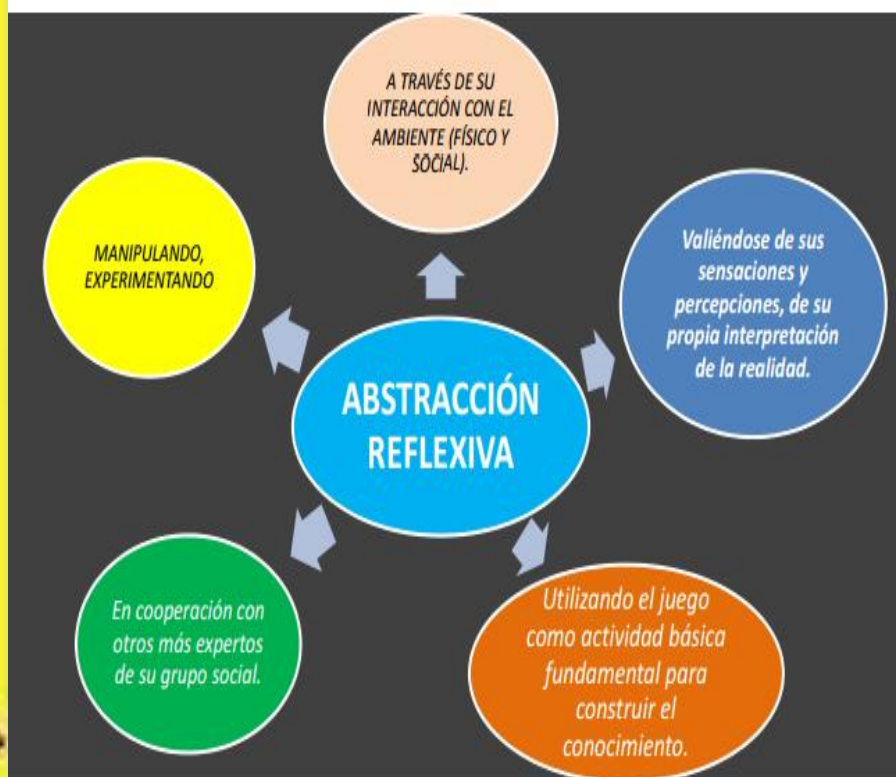 A TRAVÉS DE SU
INTERACCIÓN CON EL
AMBIENTE (FÍSICO Y
SOCIAL).
MANIPULANDO,
EXPERIMENTANDO
Valiéndose de sus
sensaciones y
percepciones, de su
propia interpretación
de la realidad.
ABSTRACCIÓN
REFLEXIVA
En cooperación con
otros más expertos
de su grupo social.
Utilizando el juego
como actividad básica
fundamental para
construir el
conocimiento.